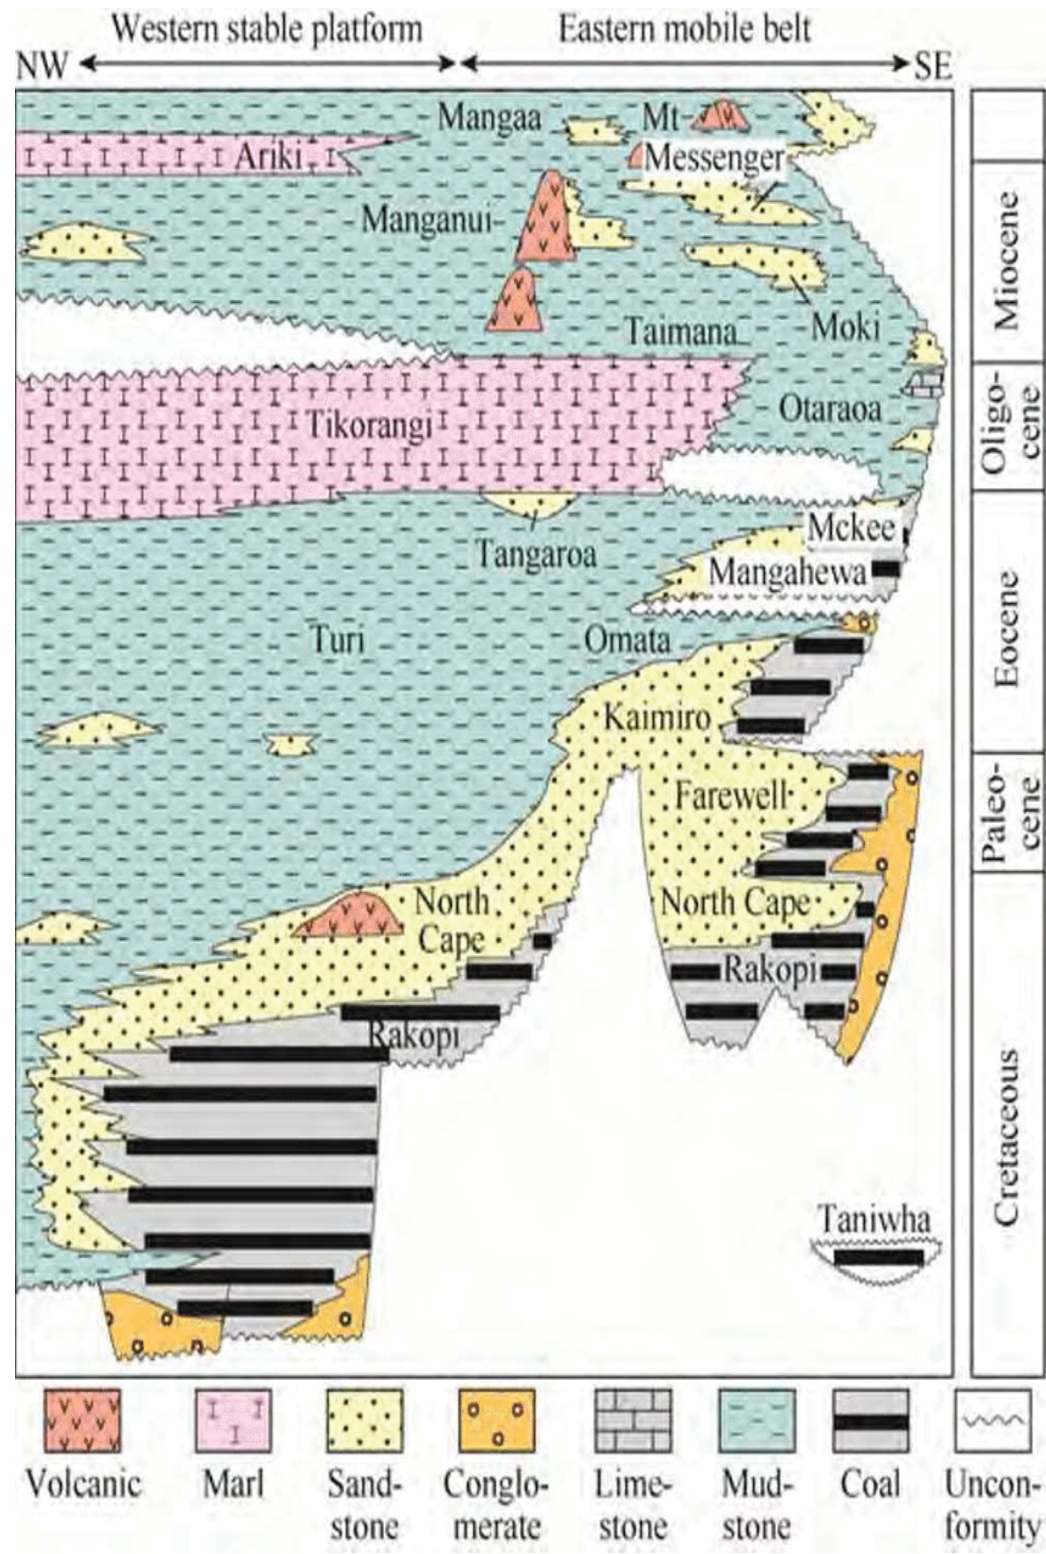 Western stable platform
Eastern mobile belt
NW
SE
Mangaa
Mt
Messenger
Ariki
Manganui
Taimana
Moki
Tikorangi
Otaraoa
Tangaroa
Mckee
Mangahewa
Turi
Omata
Kaimiro
Farewell
North
Cape
North Cape
Rakopi
Rakopi
Taniwha
Miocene
Oligo-
cene
Eocene
Paleo-
cene
Cretaceous
Volcanic
Marl
Sand-
stone
Conglo-
merate
Lime-
stone
Mud-
stone
Coal
Uncon-
formity